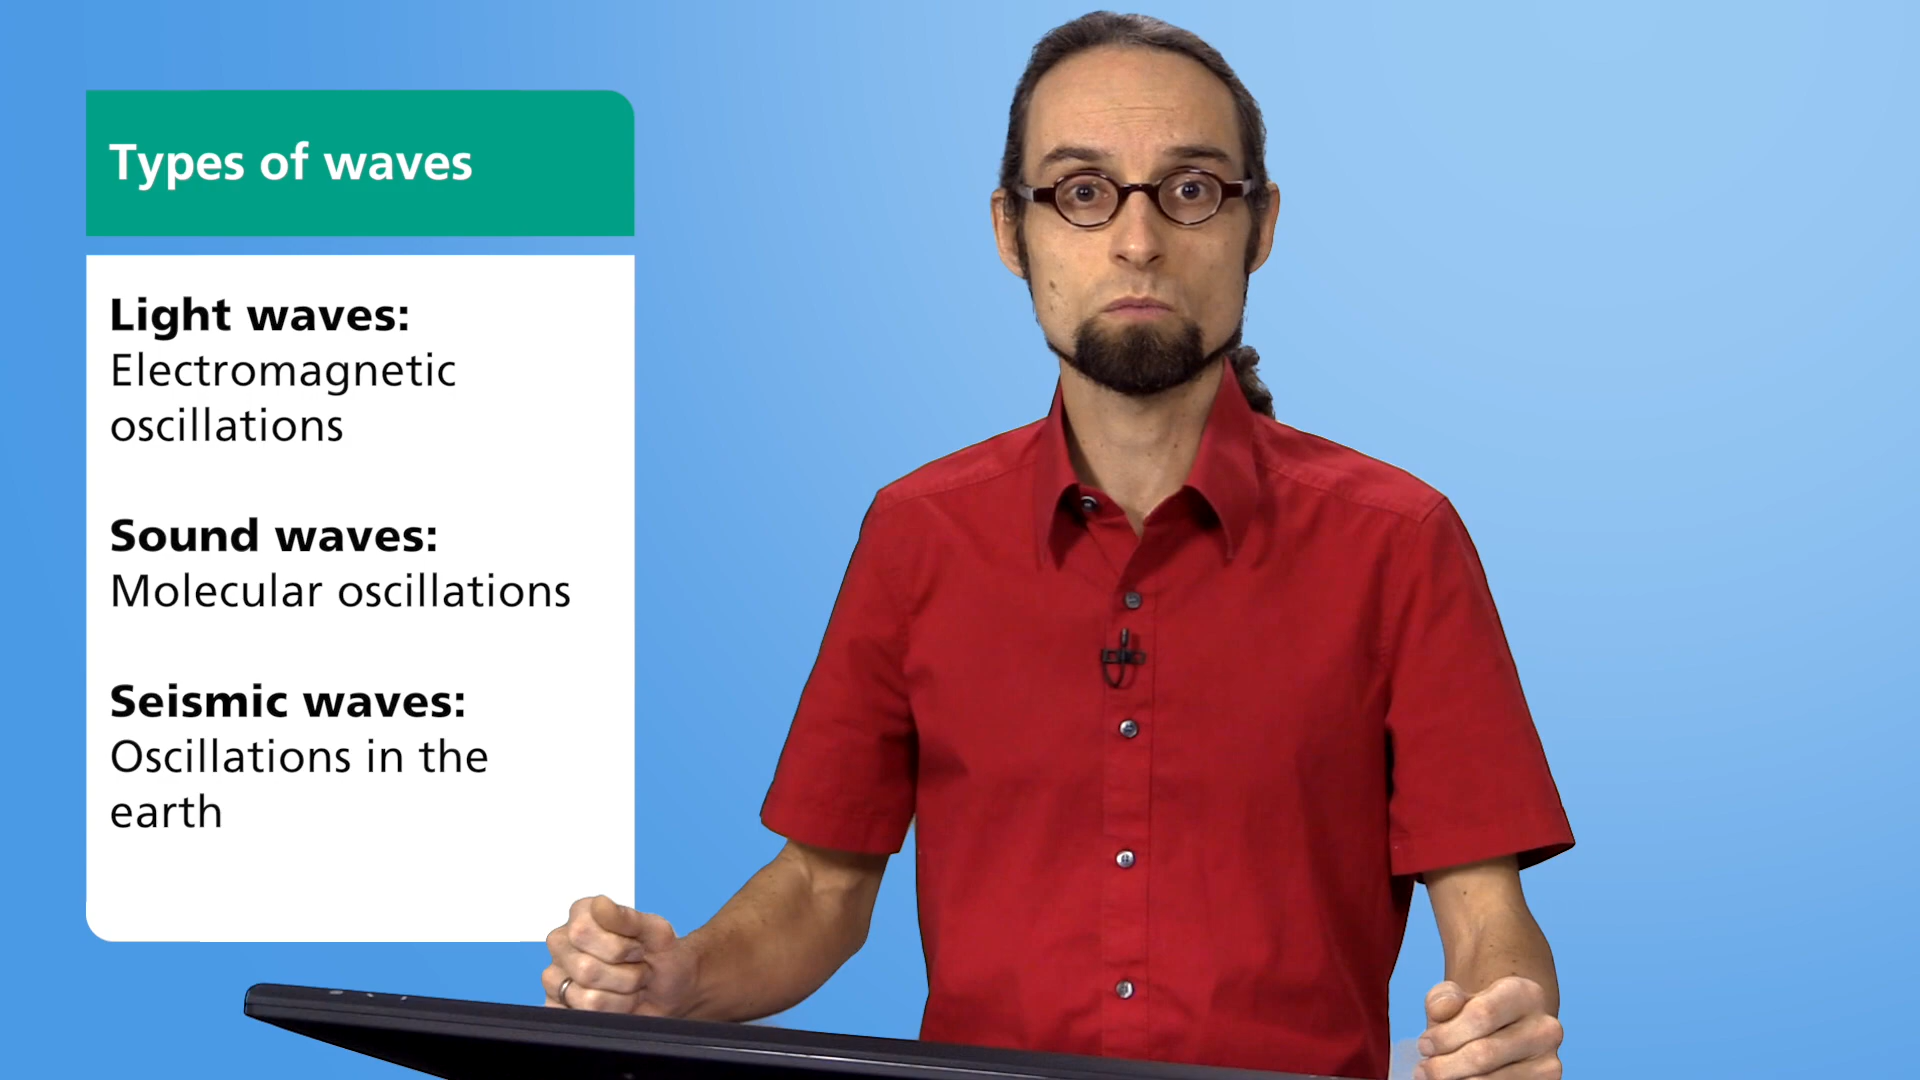 Types of waves
Light waves:
Electromagnetic
oscillations
Sound waves:
Molecular oscillations
Seismic waves:
Oscillations in the
earth